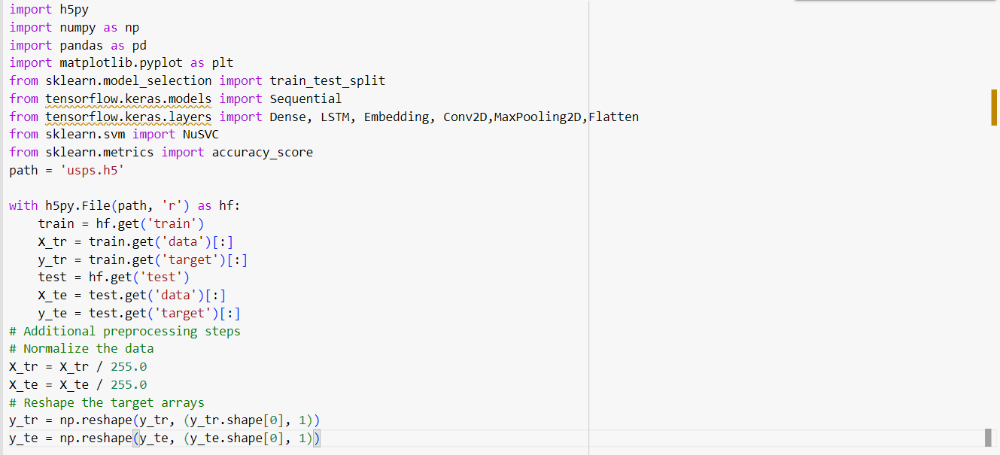 import h5py
import numpy as np
import pandas as pd
import matplotlib.pyplot as plt
from sklearn.model_selection import train_test_split
from tensorflow.keras.models import Sequential
from tensorflow.keras.layers import Dense, LSTM, Embedding, Conv2D,MaxPooling2D,Flatten
from sklearn.svm import NuSVC
from sklearn.metrics import accuracy_score
path = 'usps.h5'

with h5py.File(path, 'r') as hf:
    train = hf.get('train')
    X_tr = train.get('data')[:]
    y_tr = train.get('target')[:]
    test = hf.get('test')
    X_te = test.get('data')[:]
    y_te = test.get('target')[:]
# Additional preprocessing steps
# Normalize the data
X_tr = X_tr / 255.0
X_te = X_te / 255.0
# Reshape the target arrays
y_tr = np.reshape(y_tr, (y_tr.shape[0], 1))
y_te = np.reshape(y_te, (y_te.shape[0], 1))